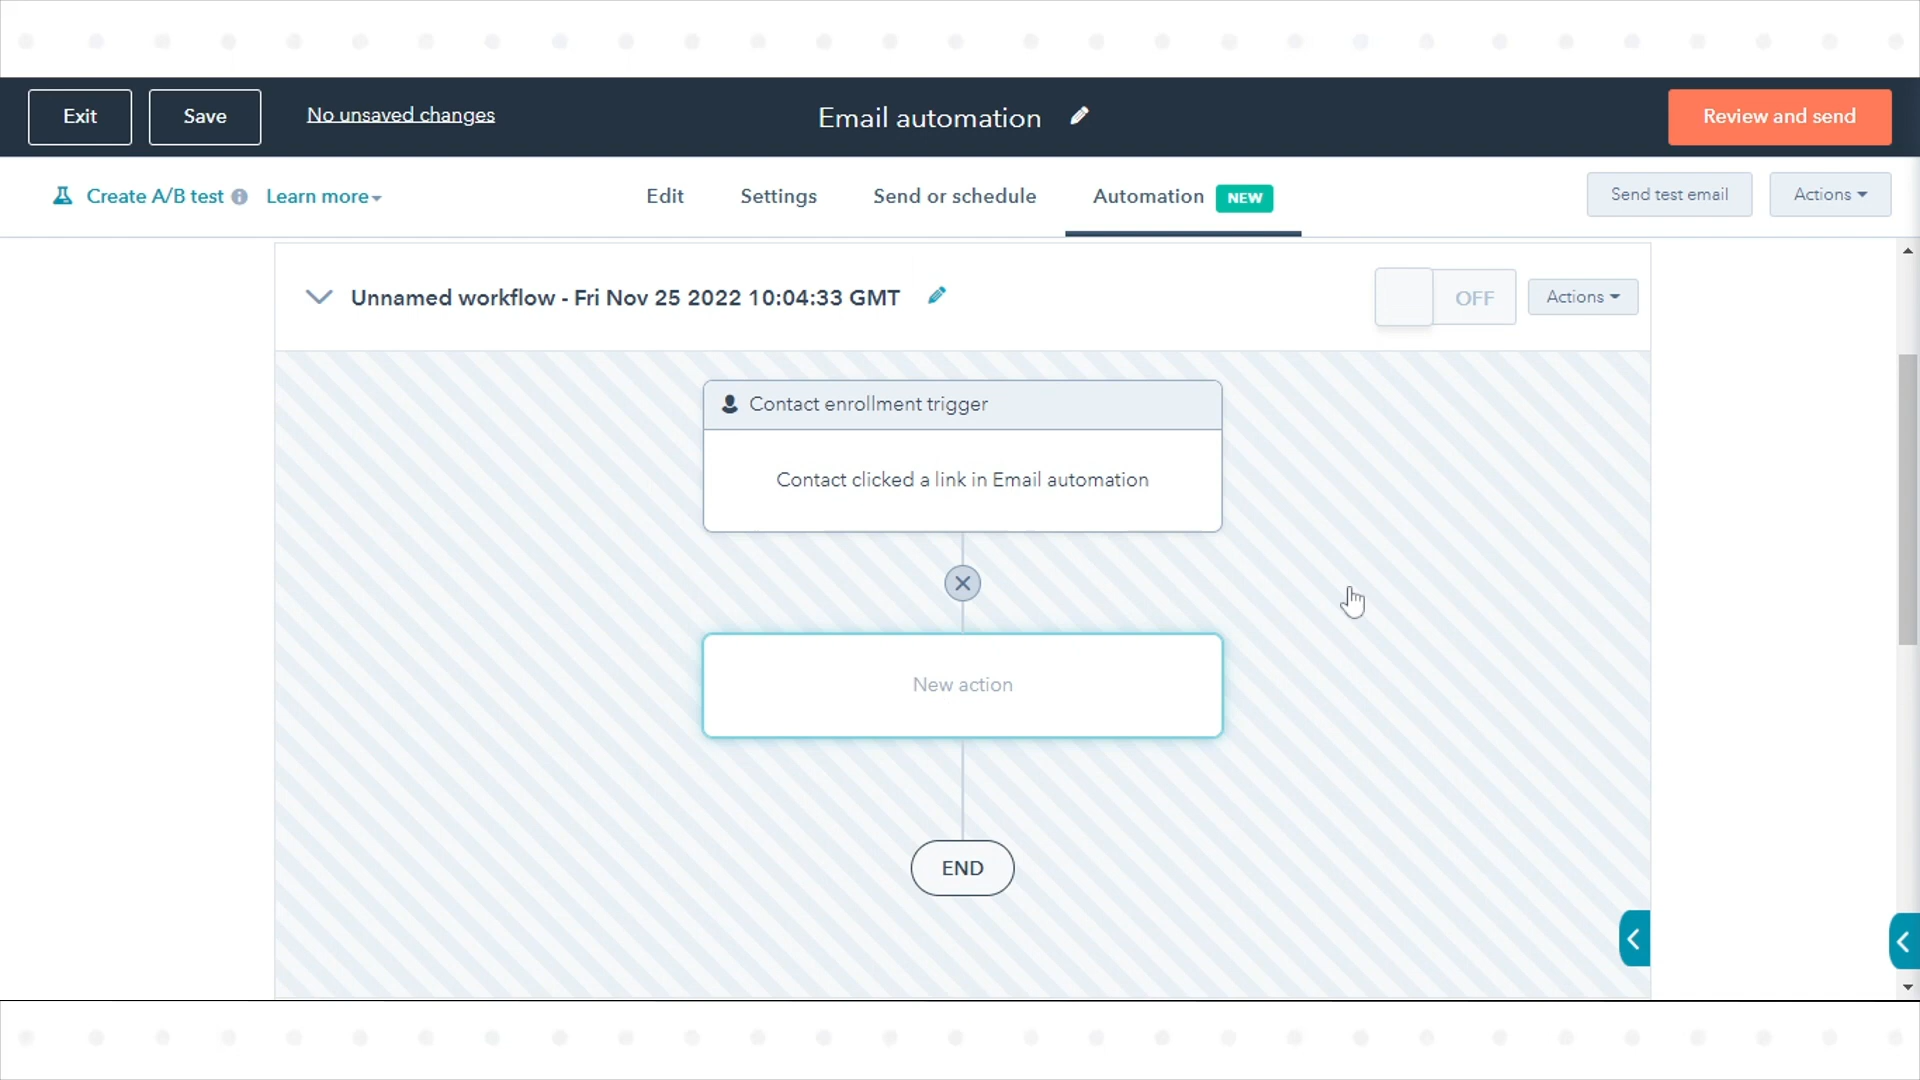 Exit
Save
No unsaved changes
Email automation
Review and send
Create A/B test
Learn more
Edit
Settings
Send or schedule
Automation
NEW
Send test email
Actions
Unnamed workflow - Fri Nov 25 2022 10:04:33 GMT
OFF
Actions
Contact enrollment trigger
Contact clicked a link in Email automation
New action
END